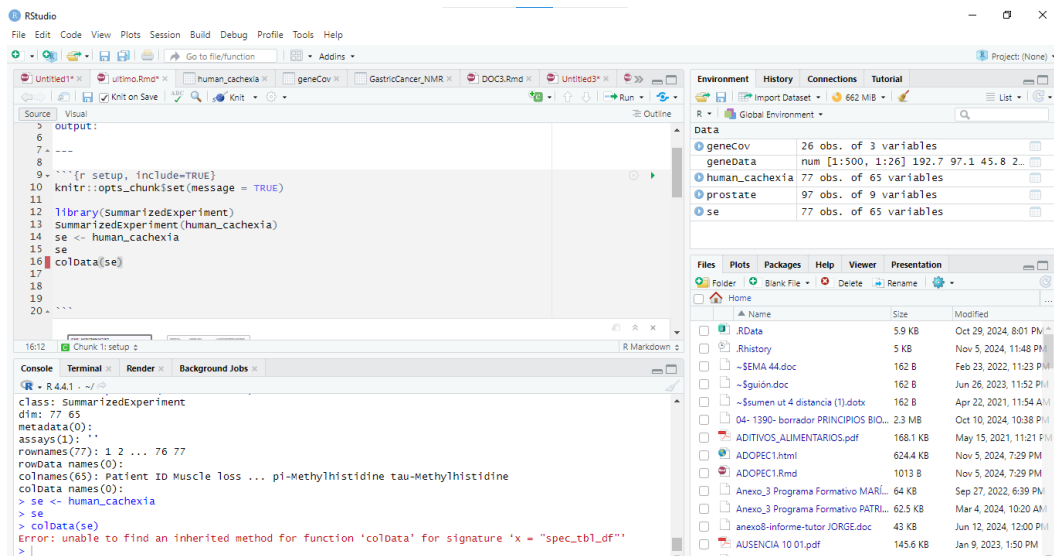 RStudio
File Edit Code View Plots Session Build Debug Profile Tools Help
Go to file/function Addins Project: (None)
Untitled1* ultimo.Rmd* human_cachexia geneCov GastricCancer_NMR DOC3.Rmd Untitled3*
Knit on Save ABC Knit Run
Source Visual Outline
5 output:
6
7 ---
8
9 ```{r setup, include=TRUE}
10 knitr::opts_chunk$set(message = TRUE)
11
12 library(SummarizedExperiment)
13 SummarizedExperiment(human_cachexia)
14 se <- human_cachexia
15 se
16 colData(se)
17
18
19
20 ```
16:12 Chunk 1: setup R Markdown
Console Terminal Render Background Jobs
R 4.4.1 · ~/
class: SummarizedExperiment
dim: 77 65
metadata(0):
assays(1): ''
rownames(77): 1 2 ... 76 77
rowData names(0):
colnames(65): Patient ID Muscle loss ... pi-Methylhistidine tau-Methylhistidine
colData names(0):
> se <- human_cachexia
> se
> colData(se)
Error: unable to find an inherited method for function ‘colData’ for signature ‘x = "spec_tbl_df"’
>
Environment History Connections Tutorial
Import Dataset 662 MiB List
R Global Environment
Data
geneCov 26 obs. of 3 variables
geneData num [1:500, 1:26] 192.7 97.1 45.8 2…
human_cachexia 77 obs. of 65 variables
prostate 97 obs. of 9 variables
se 77 obs. of 65 variables
Files Plots Packages Help Viewer Presentation
Folder Blank File Delete Rename
Home ...
Name Size Modified
.RData 5.9 KB Oct 29, 2024, 8:01 PM
.Rhistory 5 KB Nov 5, 2024, 11:48 PM
~$EMA 44.doc 162 B Feb 23, 2022, 11:23 PM
~$guión.doc 162 B Jun 26, 2023, 11:52 PM
~$sumen ut 4 distancia (1).dotx 162 B Apr 22, 2021, 11:54 AM
04- 1390- borrador PRINCIPIOS BIO... 2.3 MB Oct 10, 2024, 10:38 PM
ADITIVOS_ALIMENTARIOS.pdf 168.1 KB May 15, 2021, 11:21 PM
ADOPEC1.html 624.4 KB Nov 5, 2024, 7:29 PM
ADOPEC1.Rmd 1013 B Nov 5, 2024, 7:29 PM
Anexo_3 Programa Formativo MARÍ... 64 KB Sep 27, 2022, 6:39 PM
Anexo_3 Programa Formativo PATRI... 62.5 KB Mar 4, 2024, 10:20 AM
anexo8-informe-tutor JORGE.doc 43 KB Jun 12, 2024, 12:00 PM
AUSENCIA 10 01.pdf 145.6 KB Jan 9, 2023, 1:50 PM